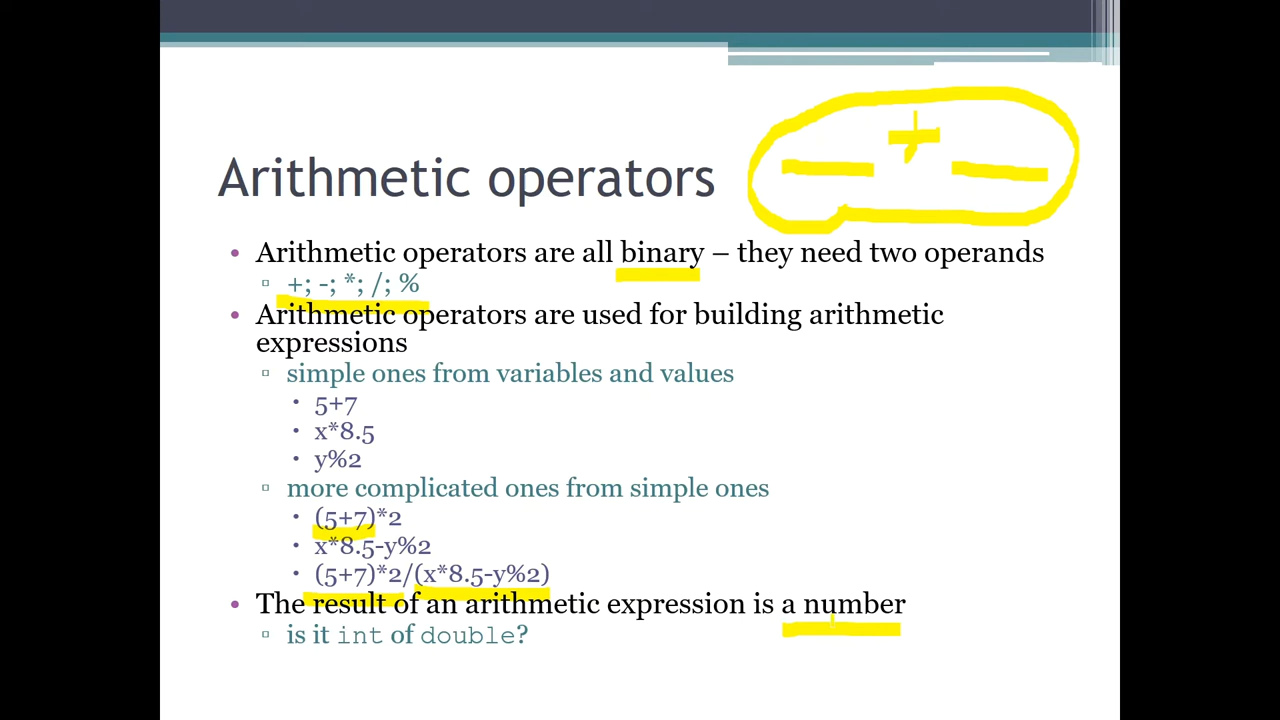 Arithmetic operators
+
• Arithmetic operators are all binary – they need two operands
▫ +; -; *; /; %
• Arithmetic operators are used for building arithmetic
expressions
▫ simple ones from variables and values
• 5+7
• x*8.5
• y%2
▫ more complicated ones from simple ones
• (5+7)*2
• x*8.5-y%2
• (5+7)*2/(x*8.5-y%2)
• The result of an arithmetic expression is a number
▫ is it int of double?